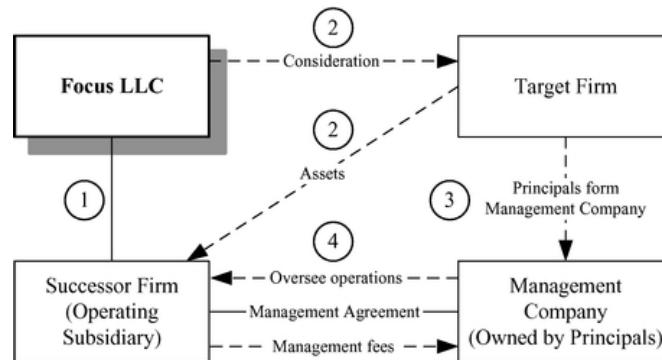 2
Consideration
Focus LLC
Target Firm
2
Assets
1
3
Principals form
Management Company
4
Successor Firm
(Operating
Subsidiary)
Oversee operations
Management Agreement
Management fees
Management
Company
(Owned by Principals)